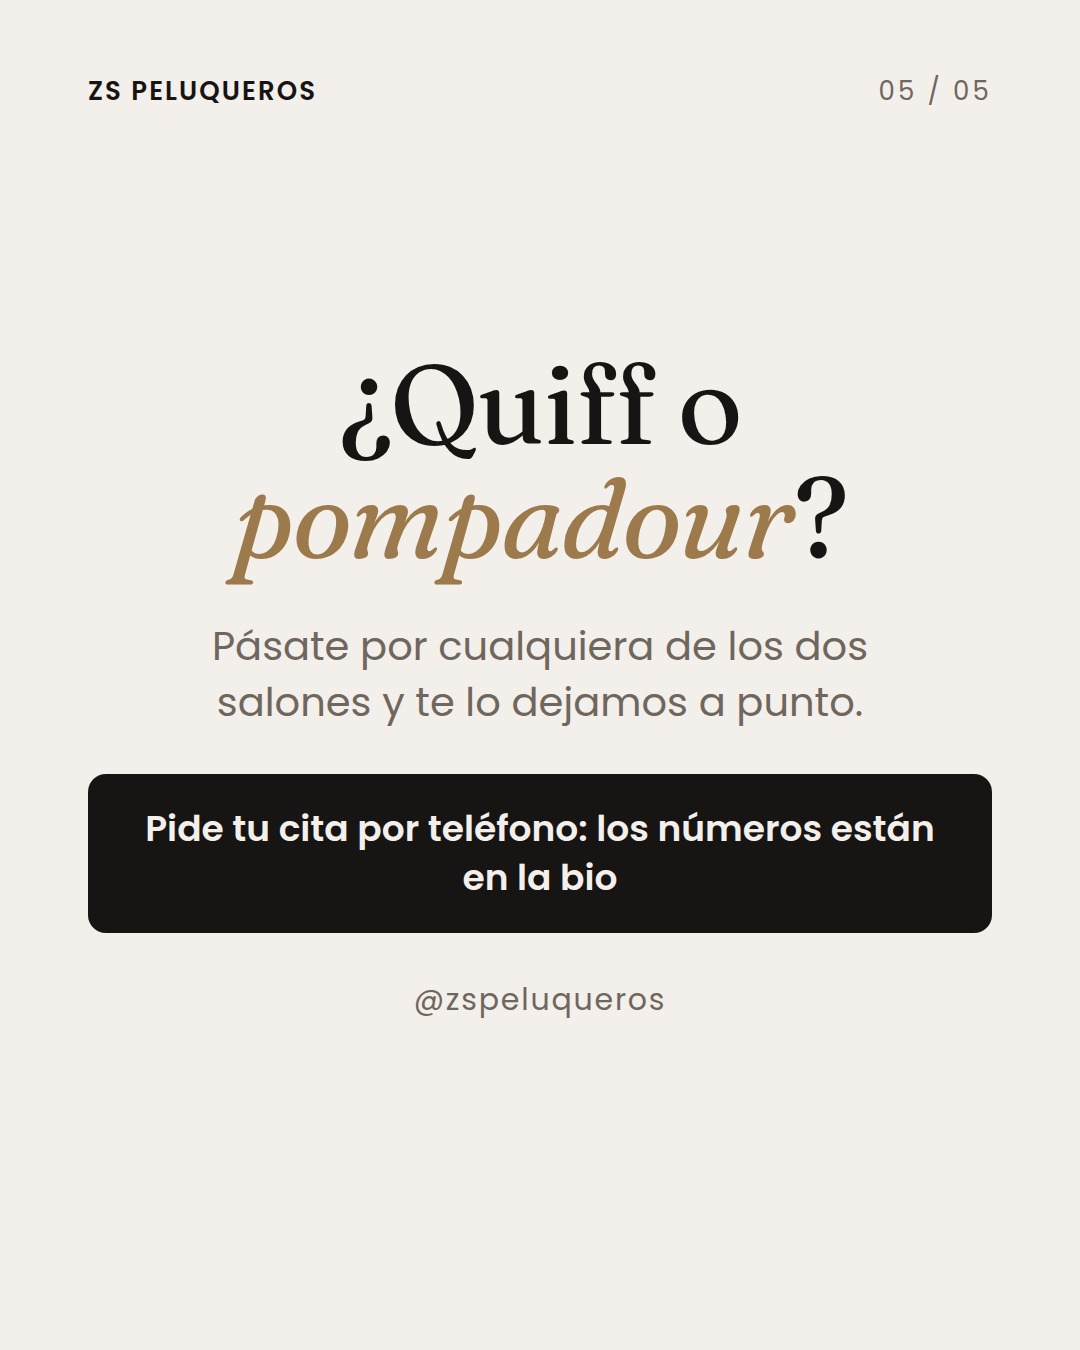 ZS PELUQUEROS
05 / 05
¿Quiff o
pompadour?
Pásate por cualquiera de los dos
salones y te lo dejamos a punto.
Pide tu cita por teléfono: los números están
en la bio
@zspeluqueros